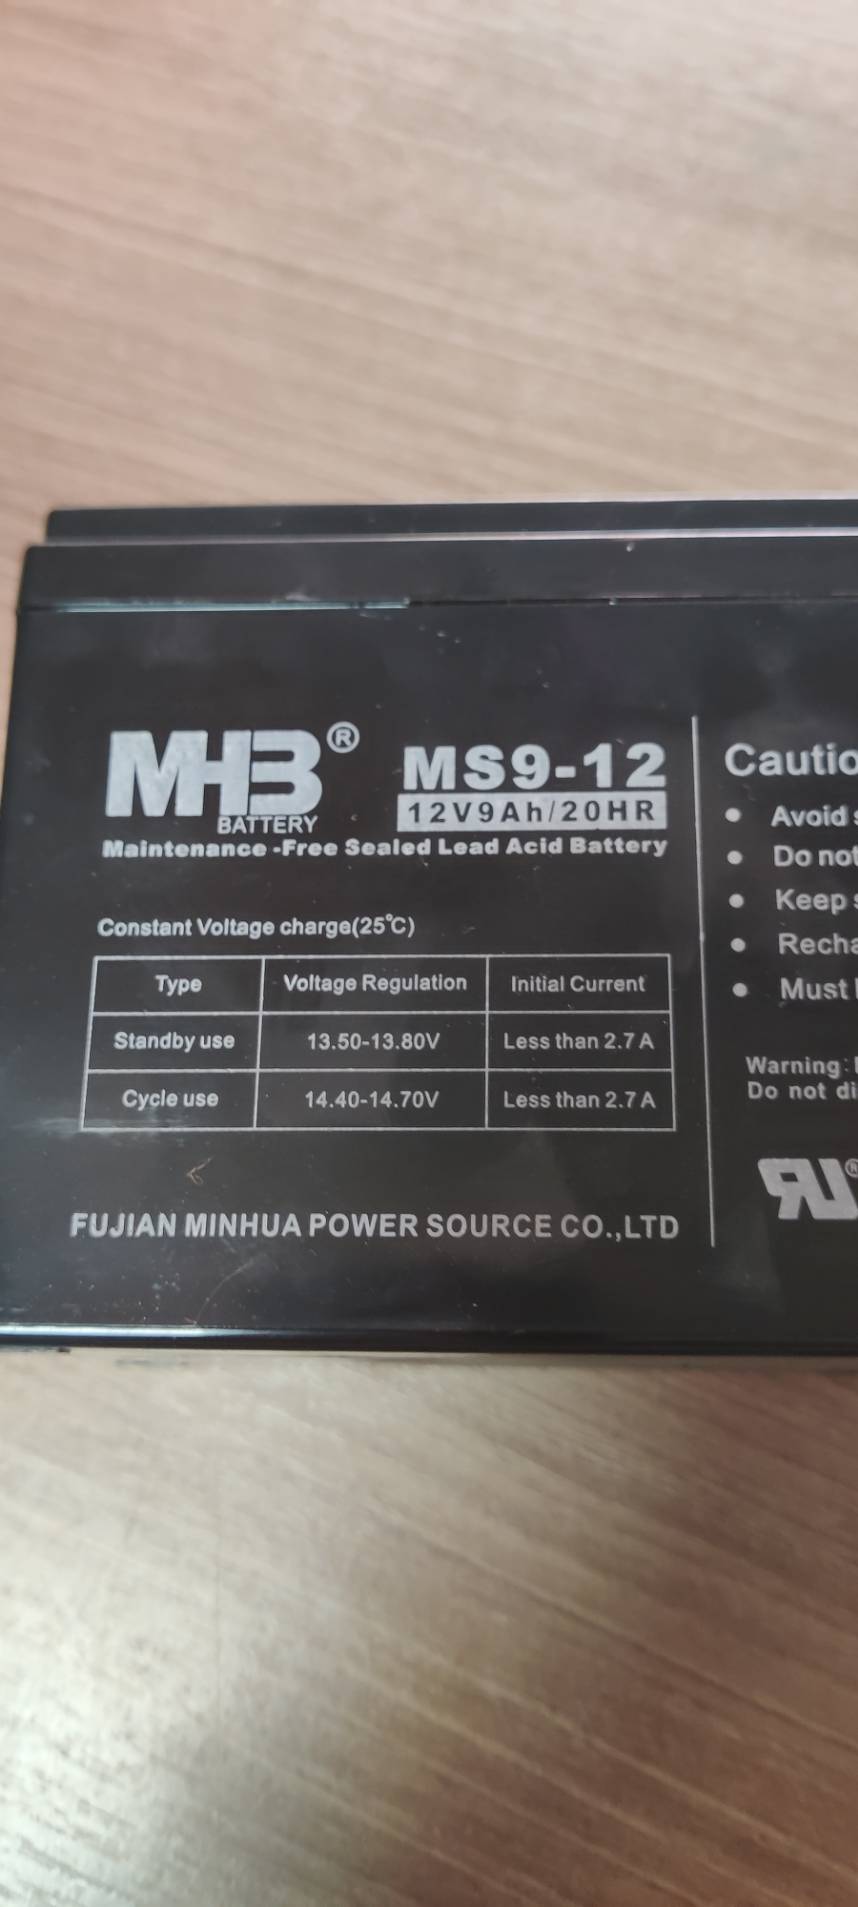 MHB®
BATTERY
MS9-12
12V9Ah/20HR
Maintenance -Free Sealed Lead Acid Battery
Constant Voltage charge(25℃)
Type Voltage Regulation Initial Current
Standby use 13.50-13.80V Less than 2.7 A
Cycle use 14.40-14.70V Less than 2.7 A
FUJIAN MINHUA POWER SOURCE CO.,LTD
• Avoid
• Do not
• Keep
• Must
Warning:
Do not